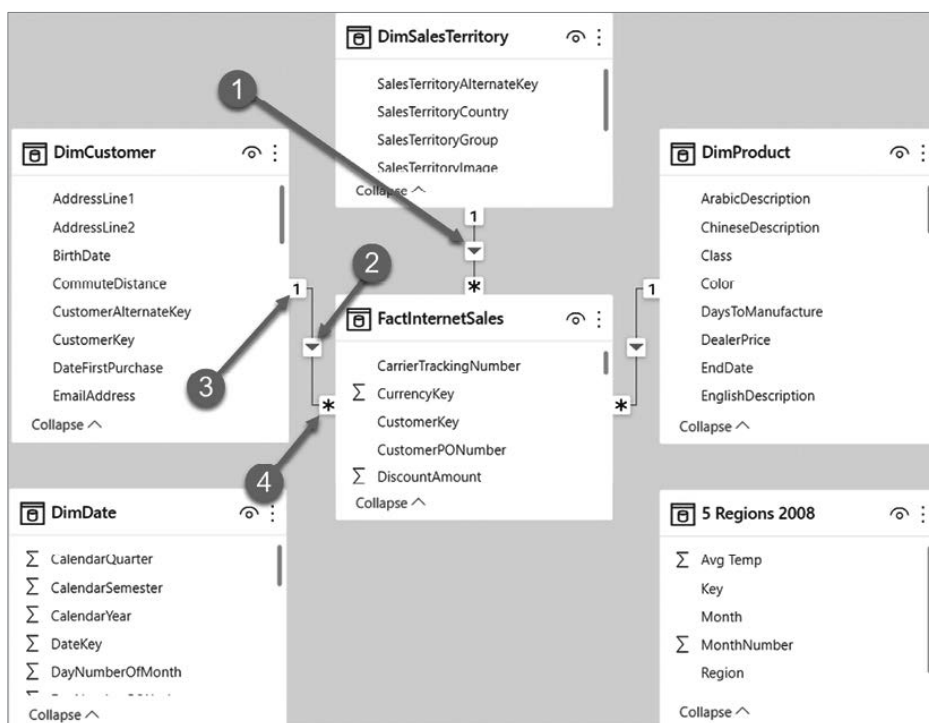 DimSalesTerritory
SalesTerritoryAlternateKey
SalesTerritoryCountry
SalesTerritoryGroup
SalesTerritoryImage
Collapse
1
DimCustomer
AddressLine1
AddressLine2
BirthDate
CommuteDistance
CustomerAlternateKey
CustomerKey
DateFirstPurchase
EmailAddress
Collapse
2
3
4
1
1
*
*
FactInternetSales
CarrierTrackingNumber
Σ CurrencyKey
CustomerKey
CustomerPONumber
Σ DiscountAmount
Collapse
DimProduct
ArabicDescription
ChineseDescription
Class
Color
DaysToManufacture
DealerPrice
EndDate
EnglishDescription
Collapse
1
*
DimDate
Σ CalendarQuarter
Σ CalendarSemester
Σ CalendarYear
Σ DateKey
Σ DayNumberOfMonth
Collapse
5 Regions 2008
Σ Avg Temp
Key
Month
Σ MonthNumber
Region
Collapse